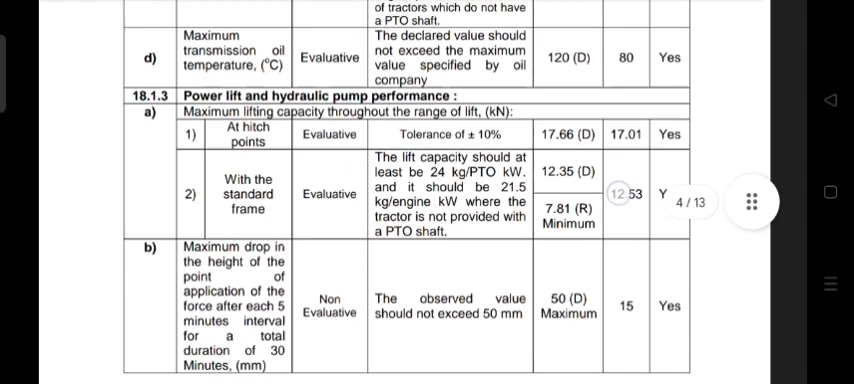 of tractors which do not have
a PTO shaft.
d) Maximum transmission oil temperature, (°C) Evaluative The declared value should not exceed the maximum value specified by oil company 120 (D) 80 Yes
18.1.3 Power lift and hydraulic pump performance :
a) Maximum lifting capacity throughout the range of lift, (kN):
1) At hitch points Evaluative Tolerance of ± 10% 17.66 (D) 17.01 Yes
2) With the standard frame Evaluative The lift capacity should at least be 24 kg/PTO kW. and it should be 21.5 kg/engine kW where the tractor is not provided with a PTO shaft. 12.35 (D) 7.81 (R) Minimum 12.53 Y
4 / 13
b) Maximum drop in the height of the point of application of the force after each 5 minutes interval for a total duration of 30 Minutes, (mm) Non Evaluative The observed value should not exceed 50 mm 50 (D) Maximum 15 Yes